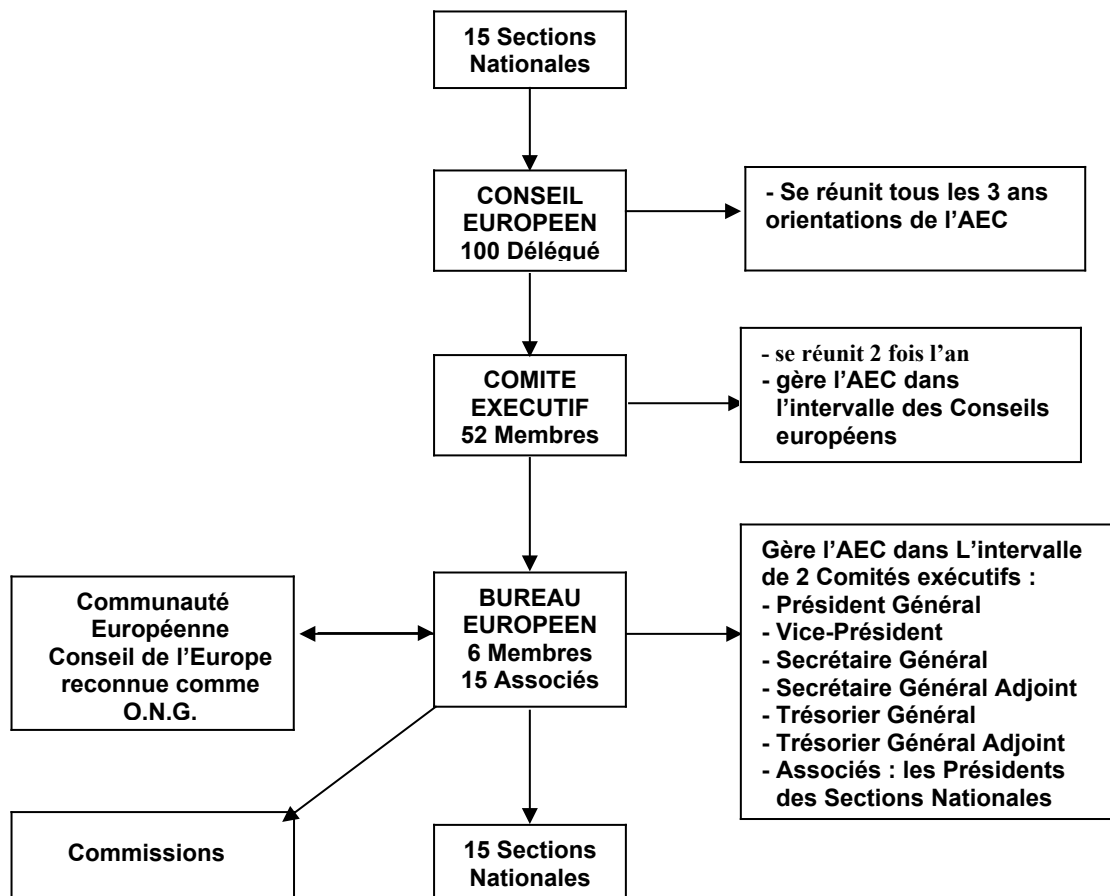 15 Sections
Nationales
CONSEIL
EUROPEEN
100 Délégué
- Se réunit tous les 3 ans
orientations de l’AEC
COMITE
EXECUTIF
52 Membres
- se réunit 2 fois l’an
- gère l’AEC dans
l’intervalle des Conseils
européens
Communauté
Européenne
Conseil de l’Europe
reconnue comme
O.N.G.
BUREAU
EUROPEEN
6 Membres
15 Associés
Gère l’AEC dans L’intervalle
de 2 Comités exécutifs :
- Président Général
- Vice-Président
- Secrétaire Général
- Secrétaire Général Adjoint
- Trésorier Général
- Trésorier Général Adjoint
- Associés : les Présidents
des Sections Nationales
Commissions
15 Sections
Nationales